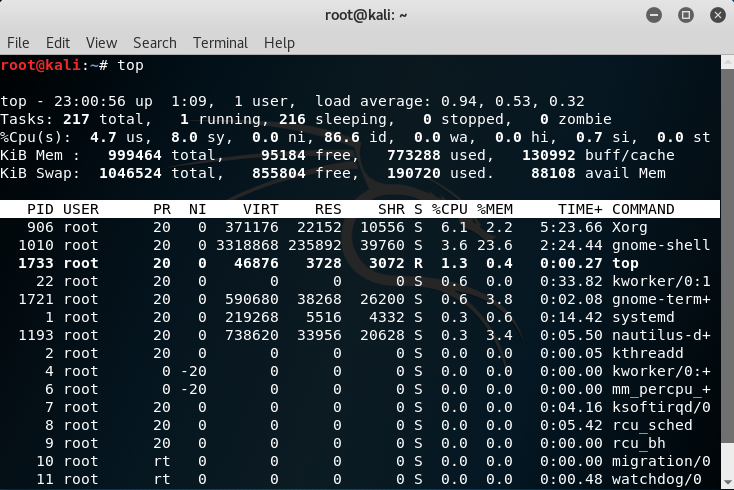 root@kali: ~
File Edit View Search Terminal Help
root@kali:~# top
top - 23:00:56 up  1:09,  1 user,  load average: 0.94, 0.53, 0.32
Tasks: 217 total,   1 running, 216 sleeping,   0 stopped,   0 zombie
%Cpu(s):  4.7 us,  8.0 sy,  0.0 ni, 86.6 id,  0.0 wa,  0.0 hi,  0.7 si,  0.0 st
KiB Mem :   999464 total,    95184 free,   773288 used,   130992 buff/cache
KiB Swap:  1046524 total,   855804 free,   190720 used.    88108 avail Mem
PID USER      PR  NI    VIRT    RES    SHR S %CPU %MEM     TIME+ COMMAND
906 root      20   0  371176  22152  10556 S  6.1  2.2   5:23.66 Xorg
1010 root      20   0 3318868 235892  39760 S  3.6 23.6   2:24.44 gnome-shell
1733 root      20   0   46876   3728   3072 R  1.3  0.4   0:00.27 top
22 root      20   0       0      0      0 S  0.6  0.0   0:33.82 kworker/0:1
1721 root      20   0  590680  38268  26200 S  0.6  3.8   0:02.08 gnome-term+
1 root      20   0  219268   5516   4332 S  0.3  0.6   0:14.42 systemd
1193 root      20   0  738620  33956  20628 S  0.3  3.4   0:05.50 nautilus-d+
2 root      20   0       0      0      0 S  0.0  0.0   0:00.05 kthreadd
4 root       0 -20       0      0      0 S  0.0  0.0   0:00.00 kworker/0:+
6 root       0 -20       0      0      0 S  0.0  0.0   0:00.00 mm_percpu_+
7 root      20   0       0      0      0 S  0.0  0.0   0:04.16 ksoftirqd/0
8 root      20   0       0      0      0 S  0.0  0.0   0:05.42 rcu_sched
9 root      20   0       0      0      0 S  0.0  0.0   0:00.00 rcu_bh
10 root      rt   0       0      0      0 S  0.0  0.0   0:00.00 migration/0
11 root      rt   0       0      0      0 S  0.0  0.0   0:00.48 watchdog/0